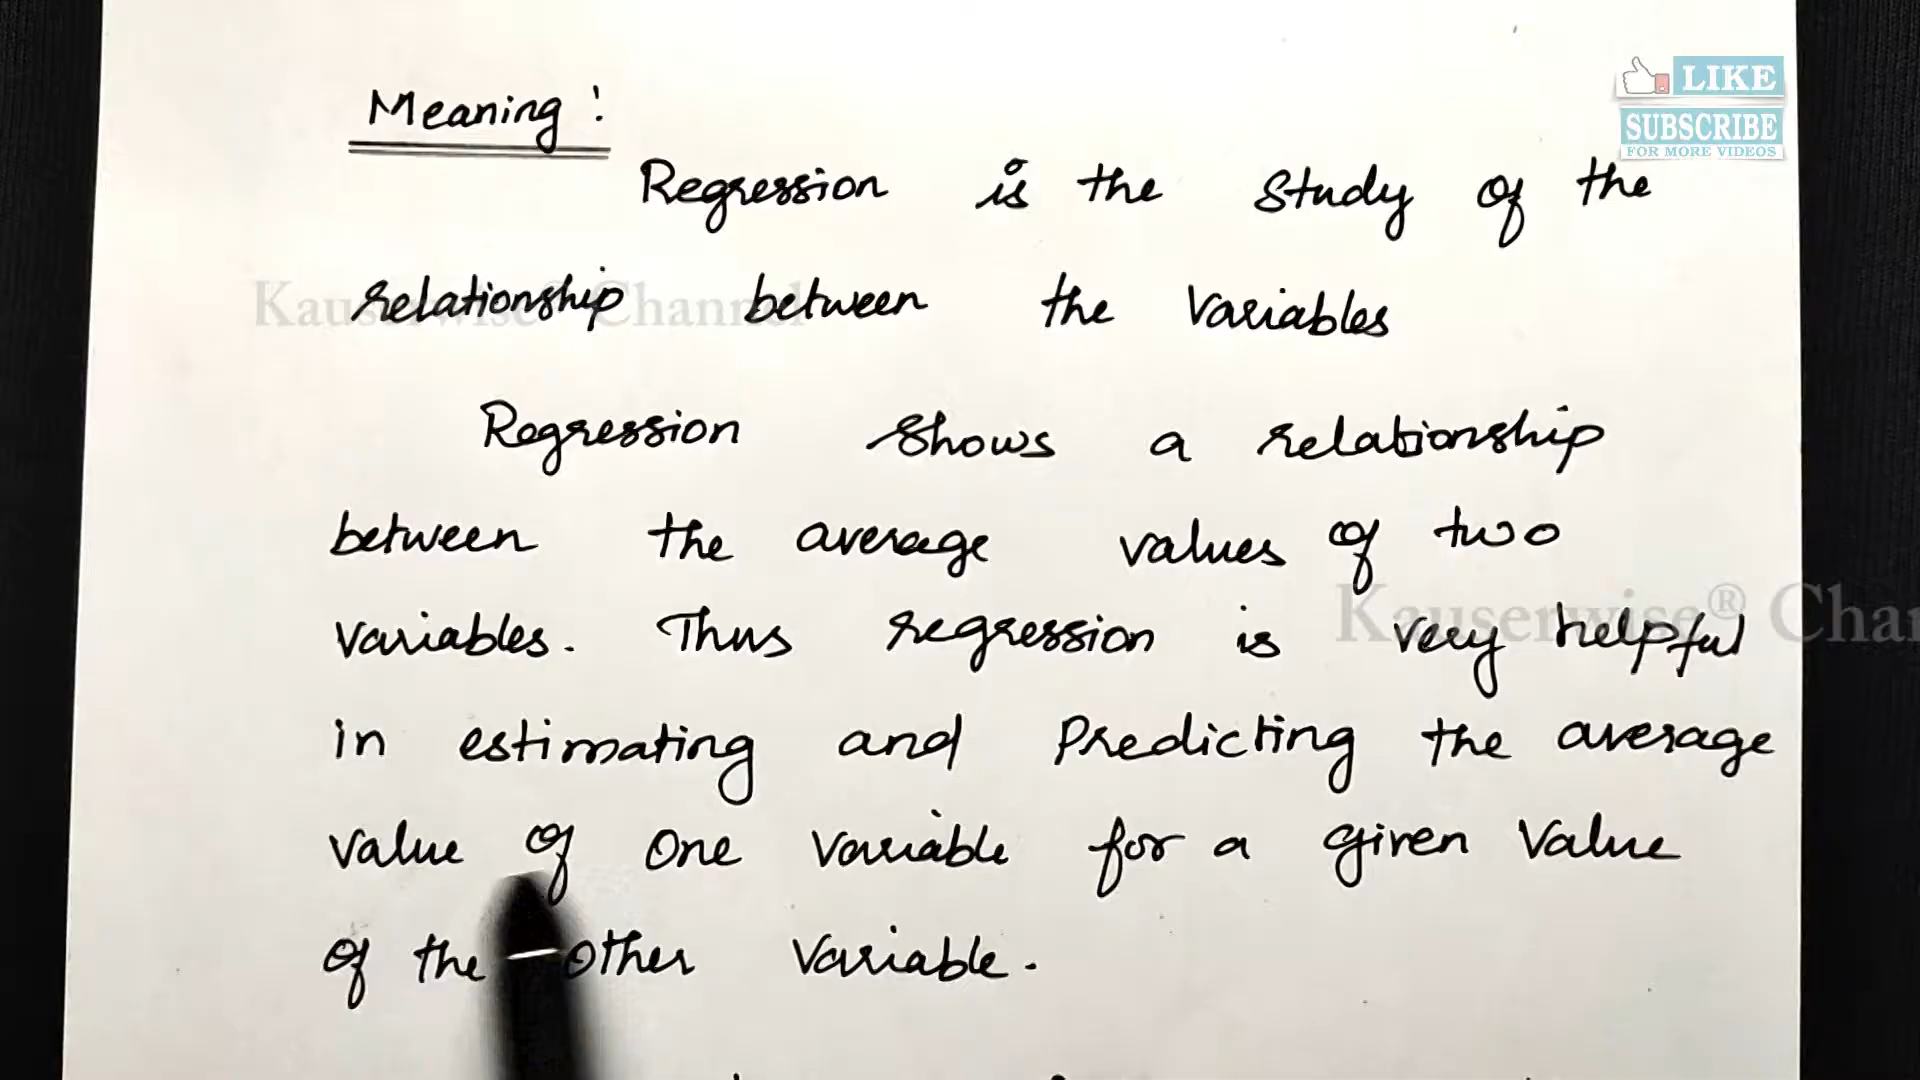 Meaning :
LIKE
SUBSCRIBE
FOR MORE VIDEOS
Regression is the Study of the
relationship between the Variables
Kauserwise® Channel
Regression Shows a relationship
between the average values of two
variables. Thus regression is very helpful
Kauserwise® Chan
in estimating and Predicting the average
value of One Variable for a given Value
of the other Variable.